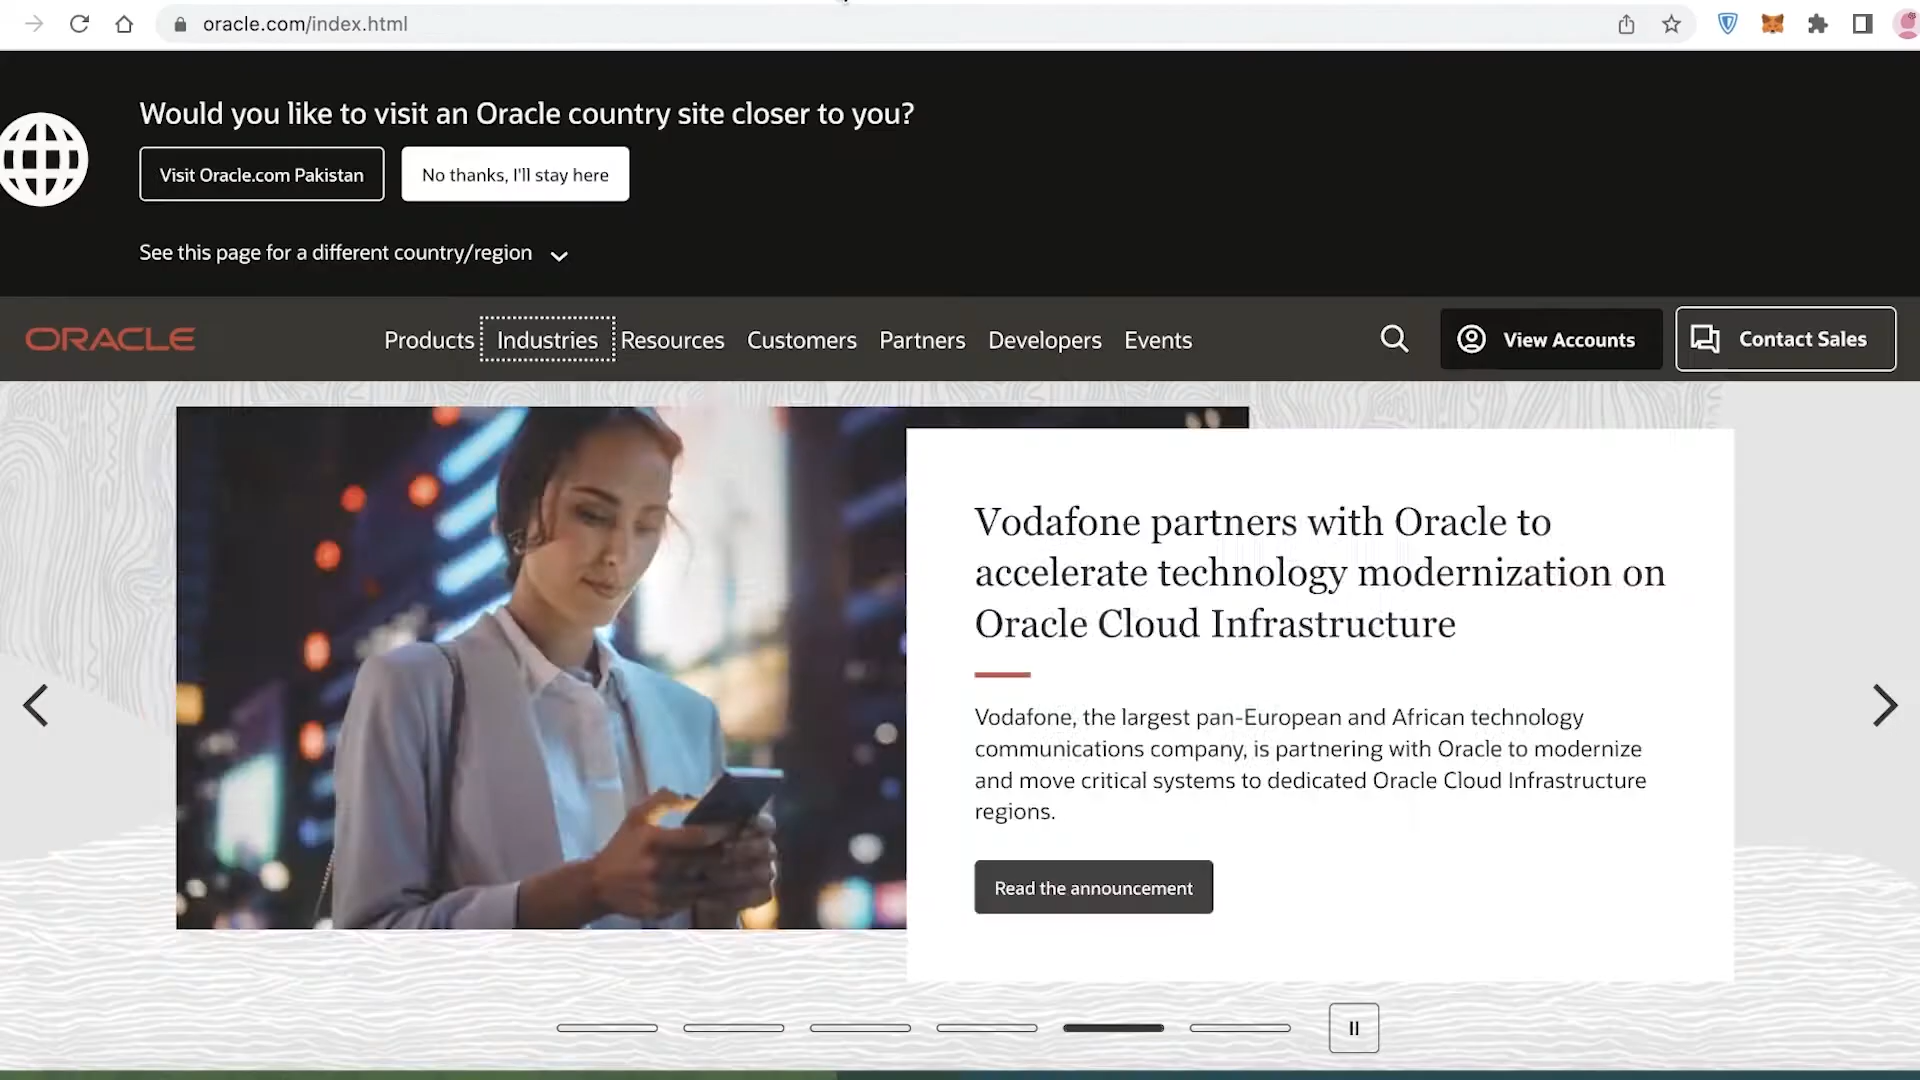 oracle.com/index.html
Would you like to visit an Oracle country site closer to you?
Visit Oracle.com Pakistan
No thanks, I'll stay here
See this page for a different country/region
ORACLE
Products
Industries
Resources
Customers
Partners
Developers
Events
View Accounts
Contact Sales
Vodafone partners with Oracle to
accelerate technology modernization on
Oracle Cloud Infrastructure
Vodafone, the largest pan-European and African technology
communications company, is partnering with Oracle to modernize
and move critical systems to dedicated Oracle Cloud Infrastructure
regions.
Read the announcement